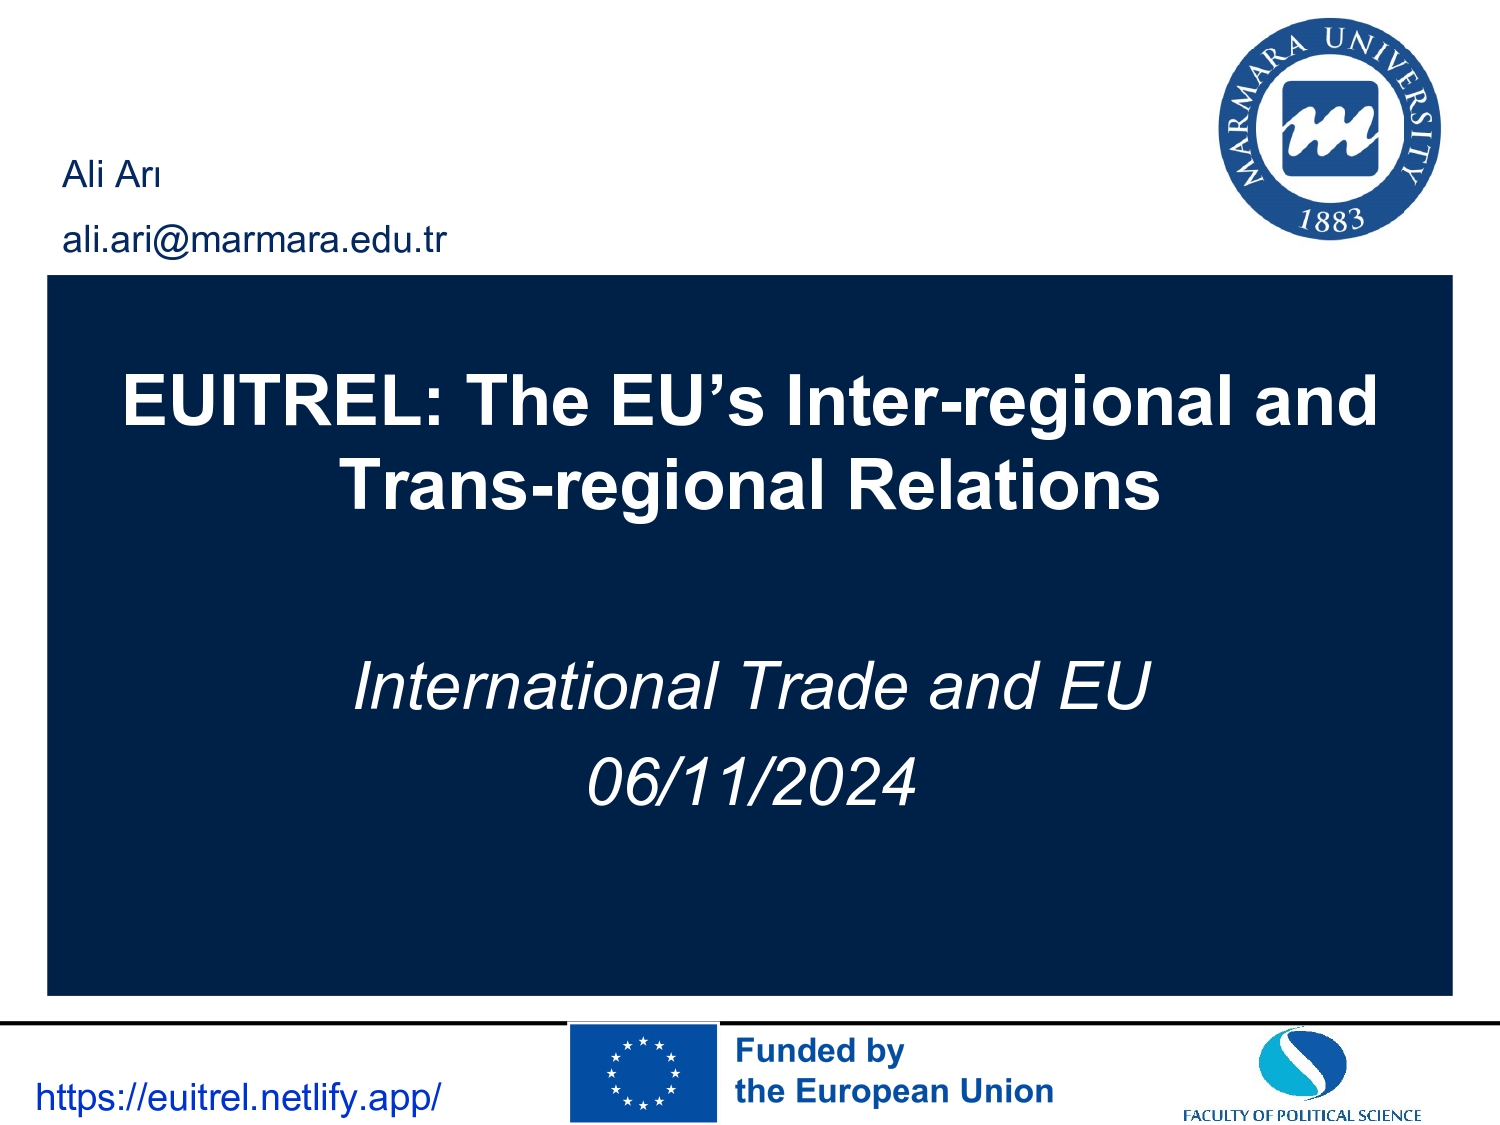 MARMARA UNIVERSITY
1883
Ali Arı
ali.ari@marmara.edu.tr
EUITREL: The EU’s Inter-regional and
Trans-regional Relations
International Trade and EU
06/11/2024
https://euitrel.netlify.app/
Funded by
the European Union
FACULTY OF POLITICAL SCIENCE